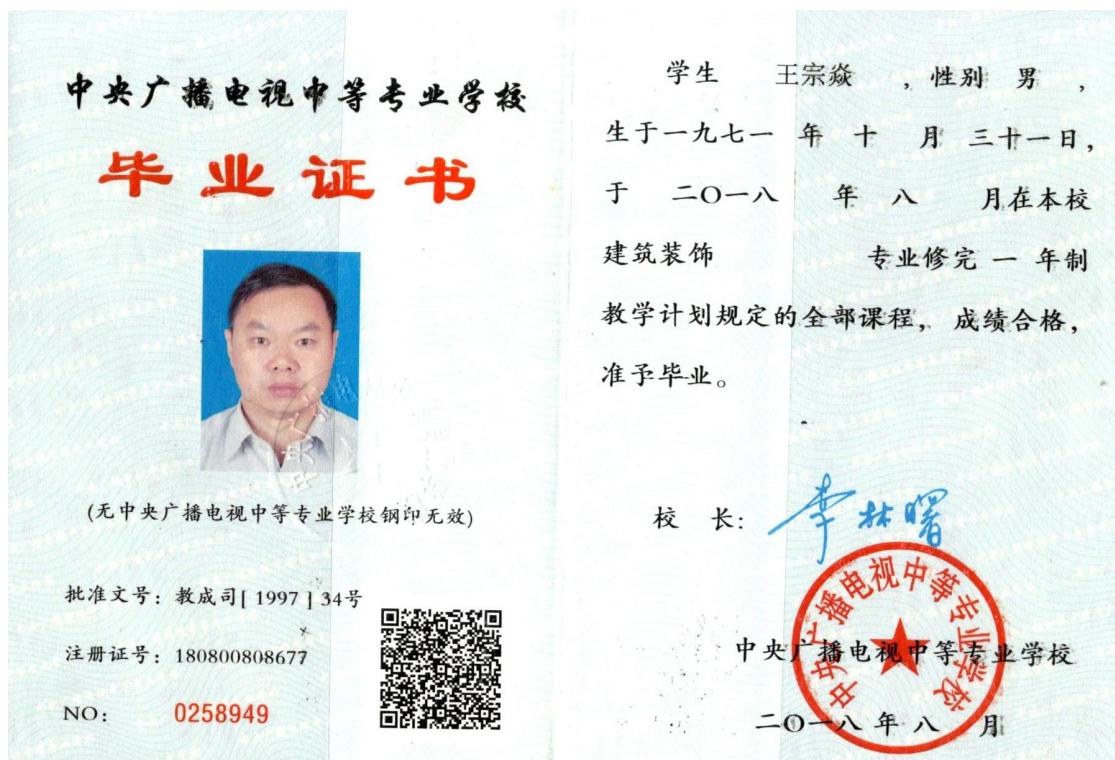 中央广播电视中等专业学校
毕业证书
(无中央广播电视中等专业学校钢印无效)
批准文号：教成司[1997]34号
注册证号：180800808677
NO： 0258949
学生 王宗焱 ，性别 男 ，
生于一九七一 年 十 月 三十一日，
于 二〇一八 年 八 月在本校
建筑装饰 专业修完 一 年制
教学计划规定的全部课程，成绩合格，
准予毕业。
校 长： 李林曙
中央广播电视中等专业学校
中央广播电视中等专业学校
二〇一八 年 八 月